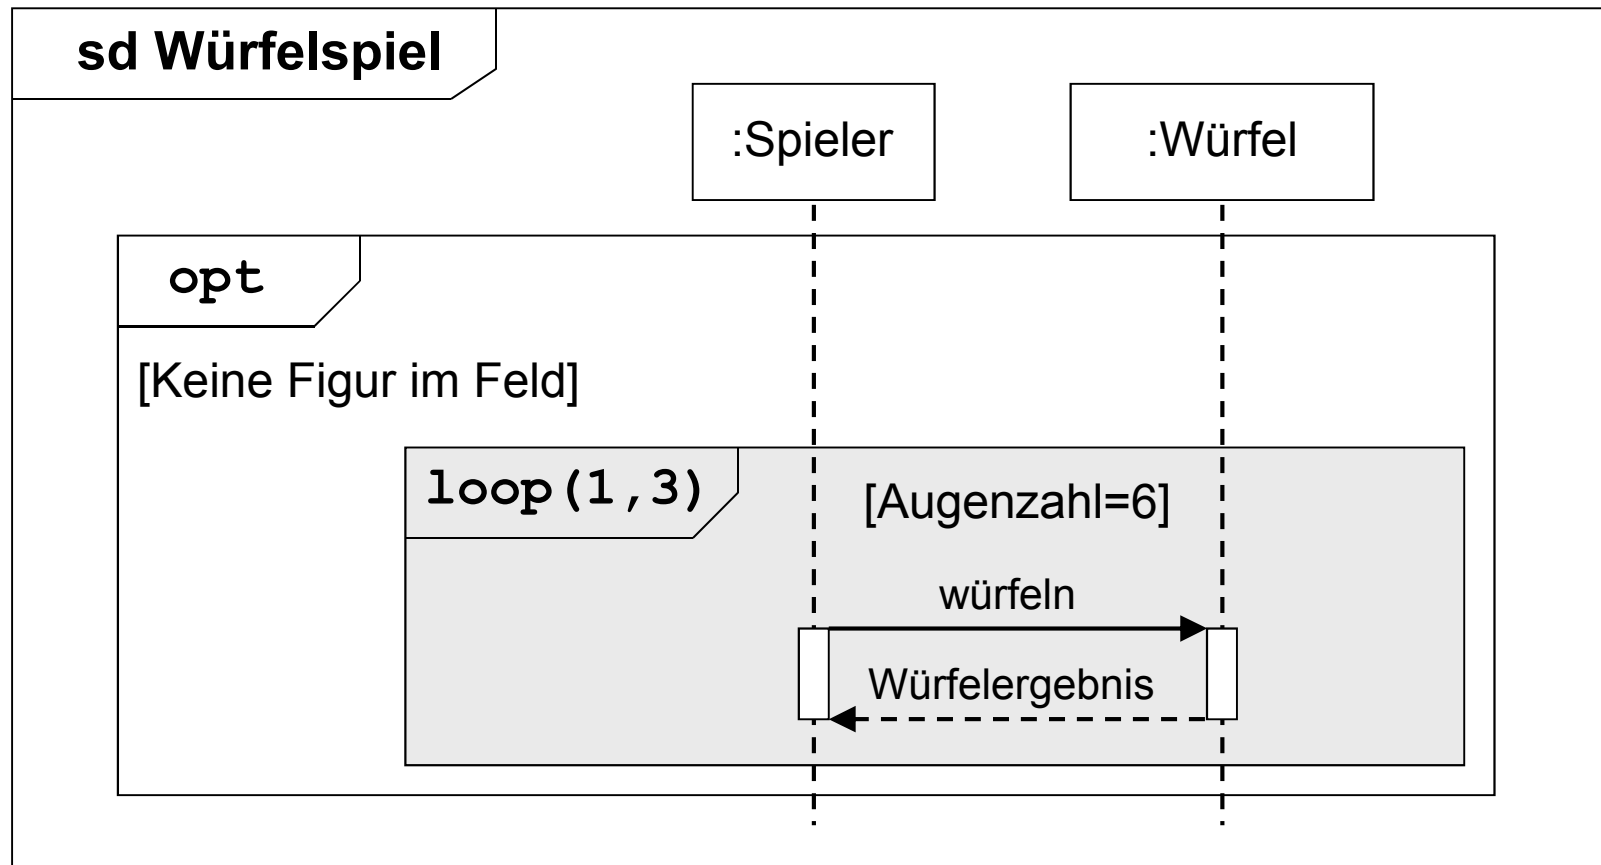 sd Würfelspiel
:Spieler
:Würfel
opt
[Keine Figur im Feld]
loop(1,3)
[Augenzahl=6]
würfeln
Würfelergebnis